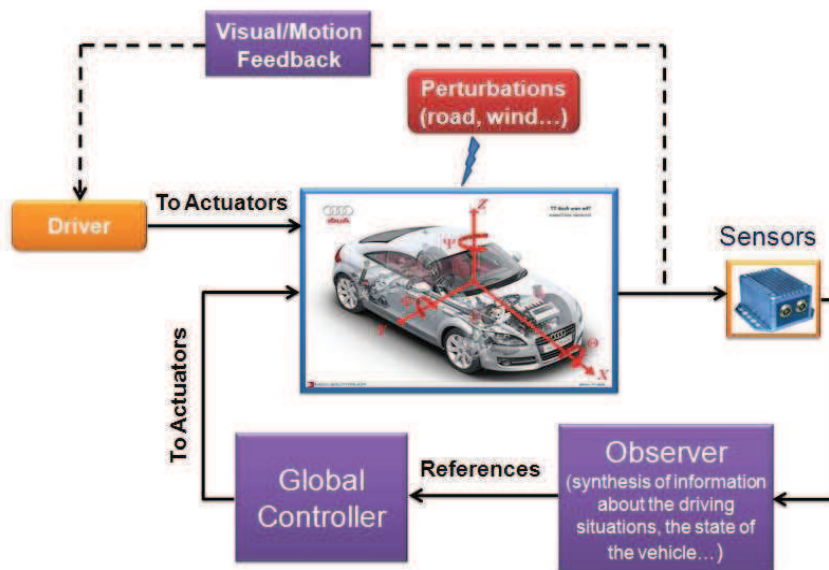 Visual/Motion
Feedback
Perturbations
(road, wind…)
To Actuators
Driver
Z
Ψ
Sensors
Θ
X
To Actuators
Global
Controller
References
Observer
(synthesis of information
about the driving
situations, the state of
the vehicle…)